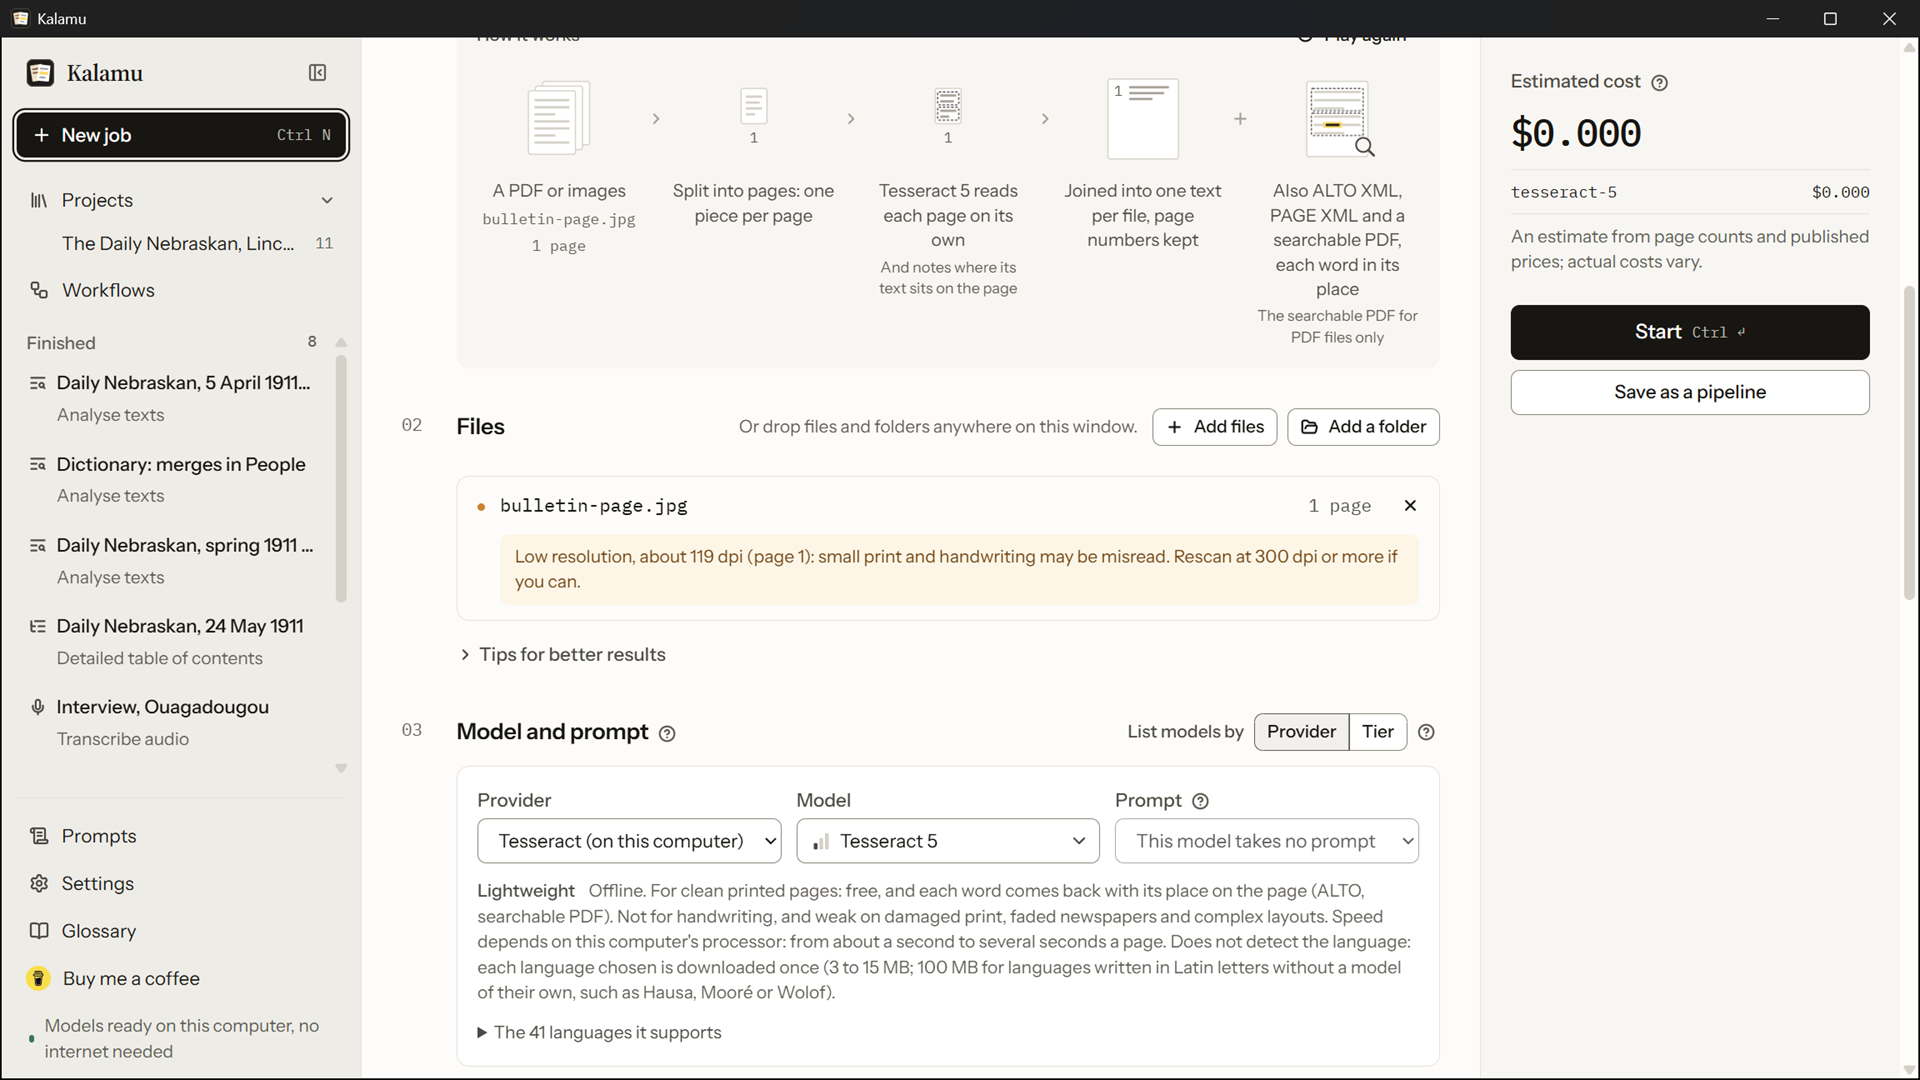 Kalamu
Kalamu
New job Ctrl N
Projects
The Daily Nebraskan, Linc... 11
Workflows
Finished 8
Daily Nebraskan, 5 April 1911...
Analyse texts
Dictionary: merges in People
Analyse texts
Daily Nebraskan, spring 1911 ...
Analyse texts
Daily Nebraskan, 24 May 1911
Detailed table of contents
Interview, Ouagadougou
Transcribe audio
Prompts
Settings
Glossary
Buy me a coffee
Models ready on this computer, no
internet needed
How it works Play again
A PDF or images
bulletin-page.jpg
1 page
1
Split into pages: one
piece per page
1
Tesseract 5 reads
each page on its
own
And notes where its
text sits on the page
1
Joined into one text
per file, page
numbers kept
Also ALTO XML,
PAGE XML and a
searchable PDF,
each word in its
place
The searchable PDF for
PDF files only
02 Files Or drop files and folders anywhere on this window. Add files Add a folder
bulletin-page.jpg 1 page
Low resolution, about 119 dpi (page 1): small print and handwriting may be misread. Rescan at 300 dpi or more if
you can.
Tips for better results
03 Model and prompt List models by Provider Tier
Provider Model Prompt
Tesseract (on this computer) Tesseract 5 This model takes no prompt
Lightweight Offline. For clean printed pages: free, and each word comes back with its place on the page (ALTO,
searchable PDF). Not for handwriting, and weak on damaged print, faded newspapers and complex layouts. Speed
depends on this computer's processor: from about a second to several seconds a page. Does not detect the language:
each language chosen is downloaded once (3 to 15 MB; 100 MB for languages written in Latin letters without a model
of their own, such as Hausa, Mooré or Wolof).
The 41 languages it supports
Estimated cost
$0.000
tesseract-5 $0.000
An estimate from page counts and published
prices; actual costs vary.
Start Ctrl ↵
Save as a pipeline